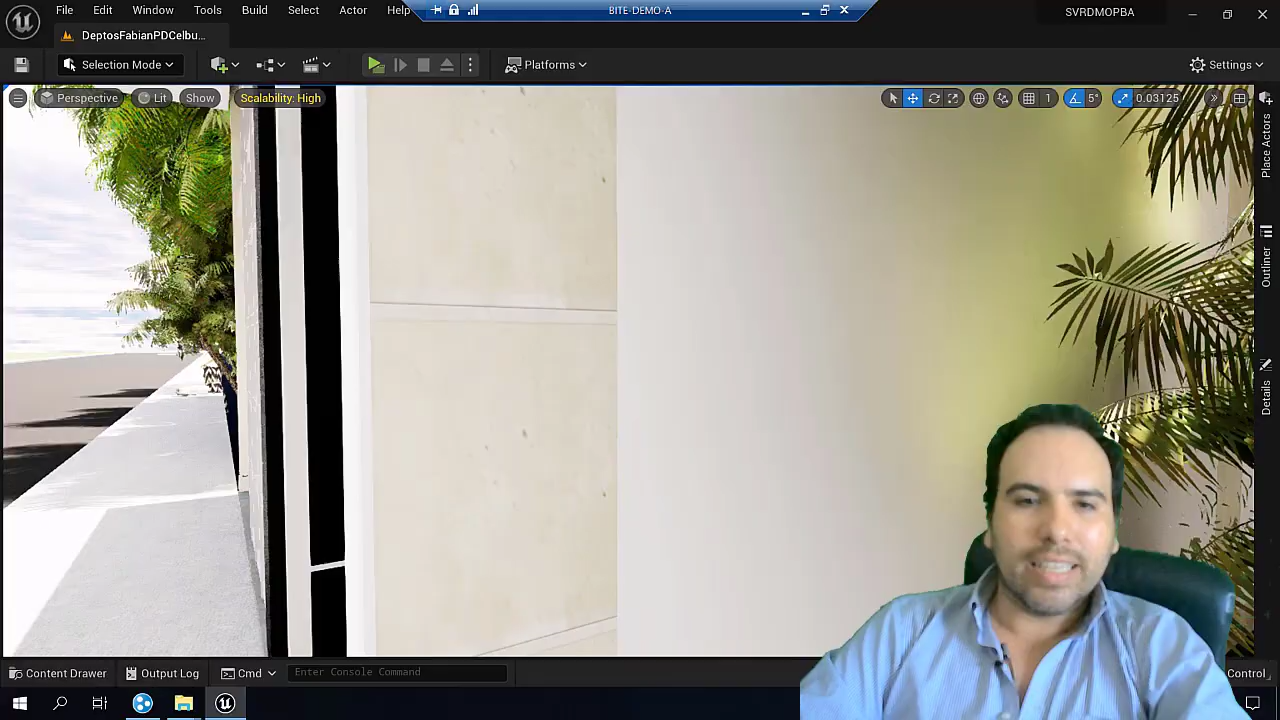 File Edit Window Tools Build Select Actor Help
BITE-DEMO-A
SVRDMOPBA
DeptosFabianPDCelbu...
Selection Mode
Platforms
Settings
Perspective
Lit
Show
Scalability: High
1
5°
0.03125
Place Actors
Outliner
Details
Content Drawer
Output Log
Cmd
Enter Console Command
Control